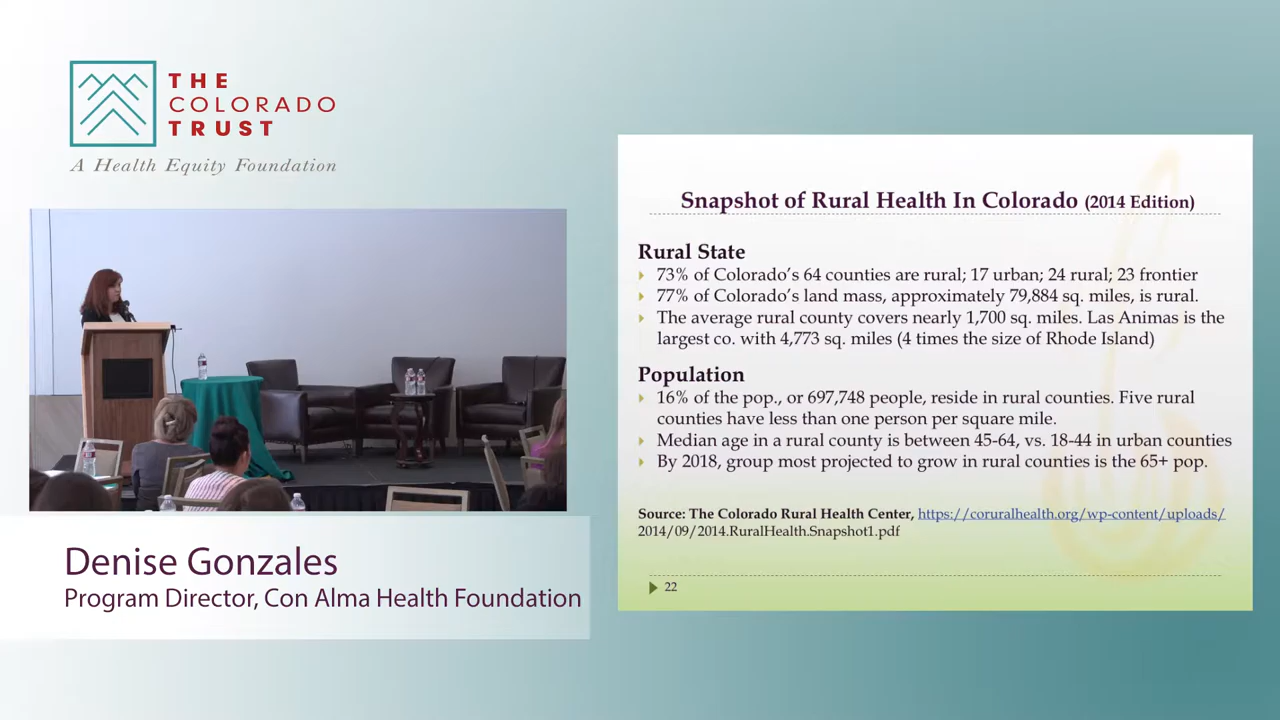 THE
COLORADO
TRUST
A Health Equity Foundation
Denise Gonzales
Program Director, Con Alma Health Foundation
Snapshot of Rural Health In Colorado (2014 Edition)
Rural State
73% of Colorado's 64 counties are rural; 17 urban; 24 rural; 23 frontier
77% of Colorado's land mass, approximately 79,884 sq. miles, is rural.
The average rural county covers nearly 1,700 sq. miles. Las Animas is the
largest co. with 4,773 sq. miles (4 times the size of Rhode Island)
Population
16% of the pop., or 697,748 people, reside in rural counties. Five rural
counties have less than one person per square mile.
Median age in a rural county is between 45-64, vs. 18-44 in urban counties
By 2018, group most projected to grow in rural counties is the 65+ pop.
Source: The Colorado Rural Health Center, https://coruralhealth.org/wp-content/uploads/
2014/09/2014.RuralHealth.Snapshot1.pdf
22